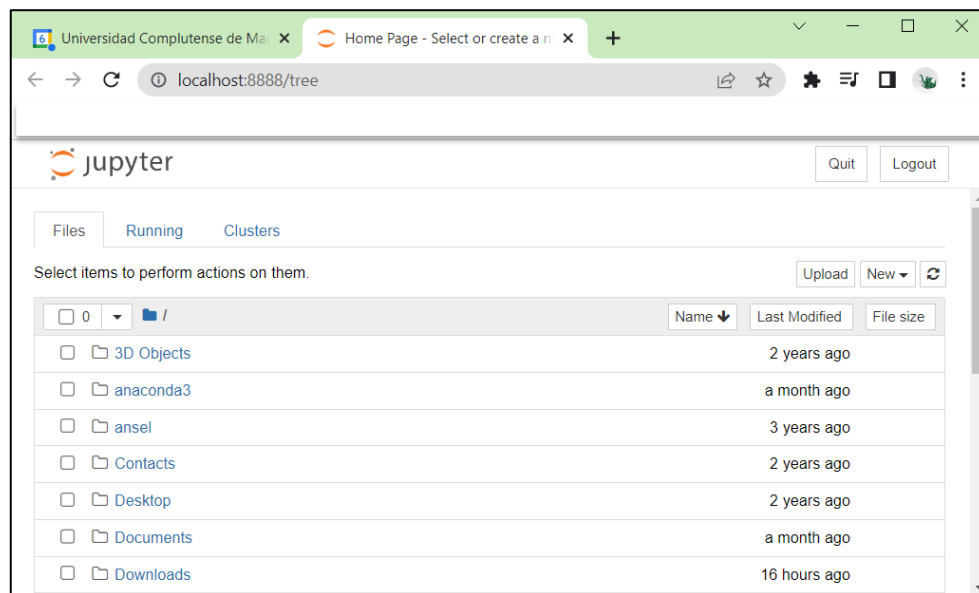 6 Universidad Complutense de Ma
Home Page - Select or create a n
localhost:8888/tree
jupyter
Quit Logout
Files Running Clusters
Select items to perform actions on them.
Upload New
0 / Name Last Modified File size
3D Objects 2 years ago
anaconda3 a month ago
ansel 3 years ago
Contacts 2 years ago
Desktop 2 years ago
Documents a month ago
Downloads 16 hours ago